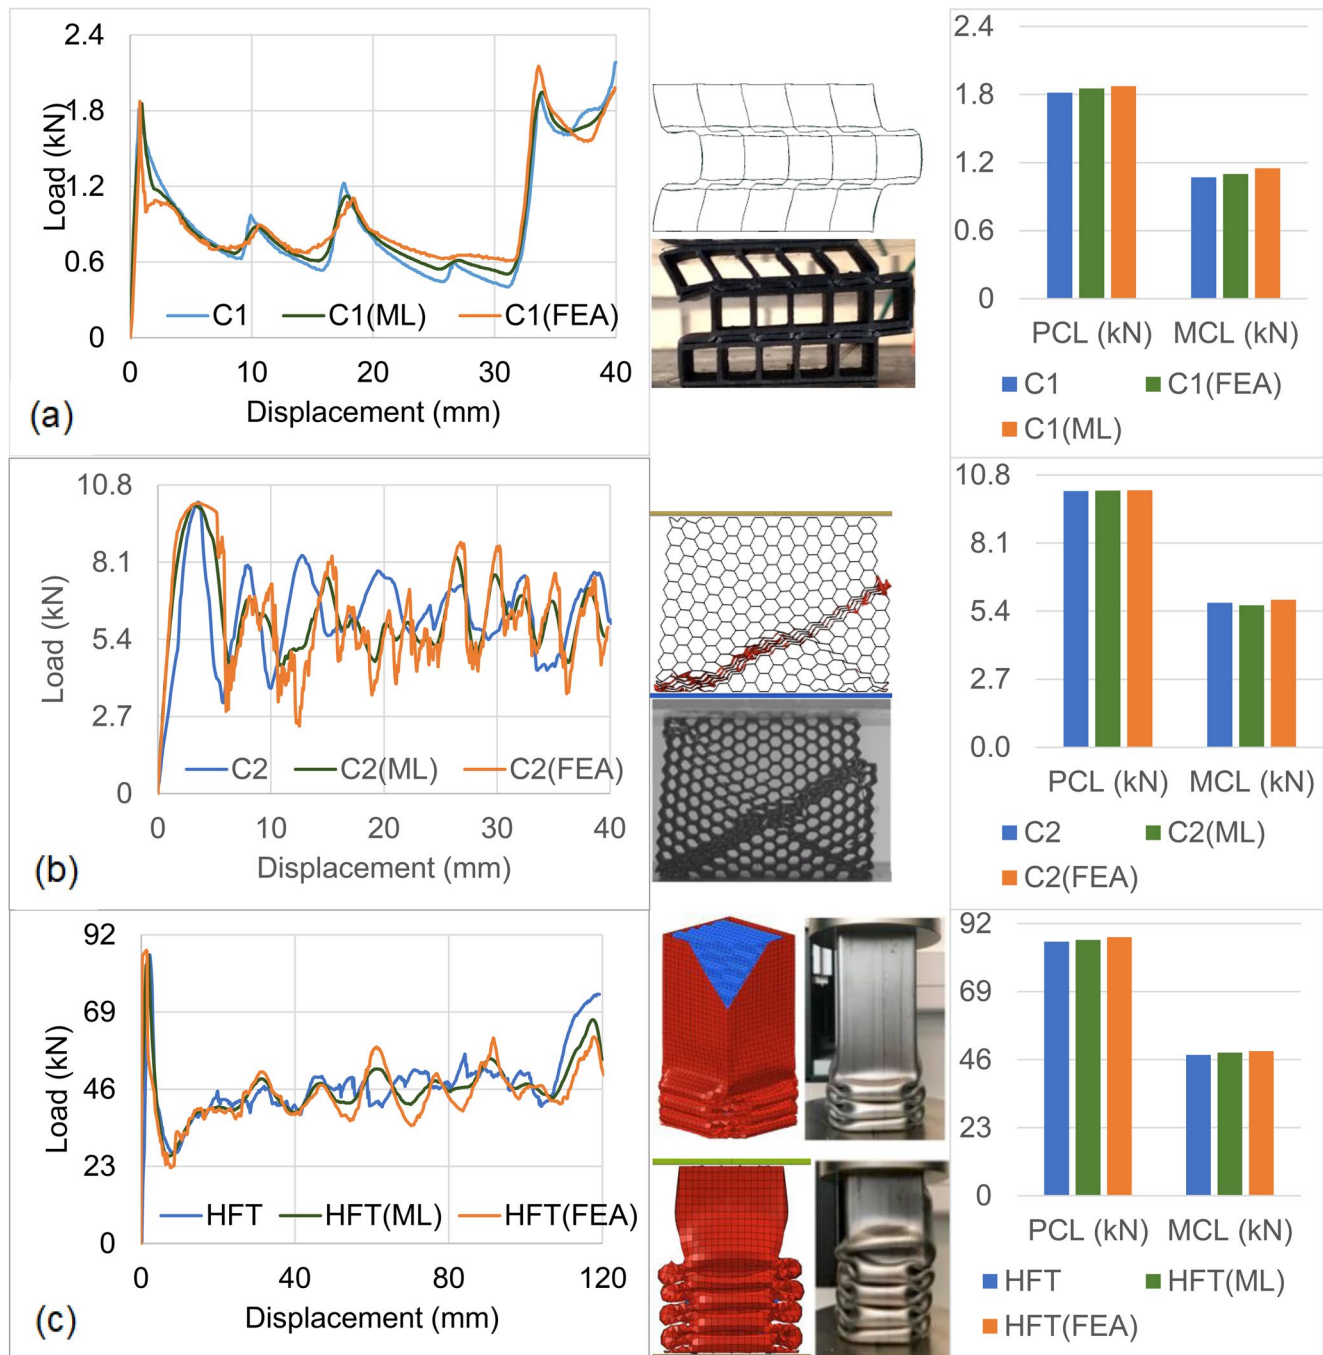 2.4
1.8
1.2
0.6
0
Load (kN)
C1 C1(ML) C1(FEA)
0 10 20 30 40
Displacement (mm)
(a)
2.4
1.8
1.2
0.6
0
PCL (kN) MCL (kN)
C1 C1(FEA)
C1(ML)
10.8
8.1
5.4
2.7
0
Load (kN)
C2 C2(ML) C2(FEA)
0 10 20 30 40
Displacement (mm)
(b)
10.8
8.1
5.4
2.7
0.0
PCL (kN) MCL (kN)
C2 C2(ML)
C2(FEA)
92
69
46
23
0
Load (kN)
HFT HFT(ML) HFT(FEA)
0 40 80 120
Displacement (mm)
(c)
92
69
46
23
0
PCL (kN) MCL (kN)
HFT HFT(ML)
HFT(FEA)